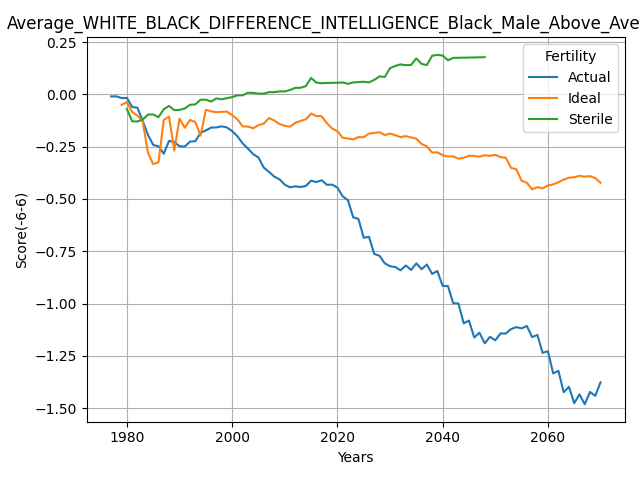 Average_WHITE_BLACK_DIFFERENCE_INTELLIGENCE_Black_Male_Above_Ave
Fertility
Actual
Ideal
Sterile
Score(-6-6)
0.25
0.00
−0.25
−0.50
−0.75
−1.00
−1.25
−1.50
1980 2000 2020 2040 2060
Years